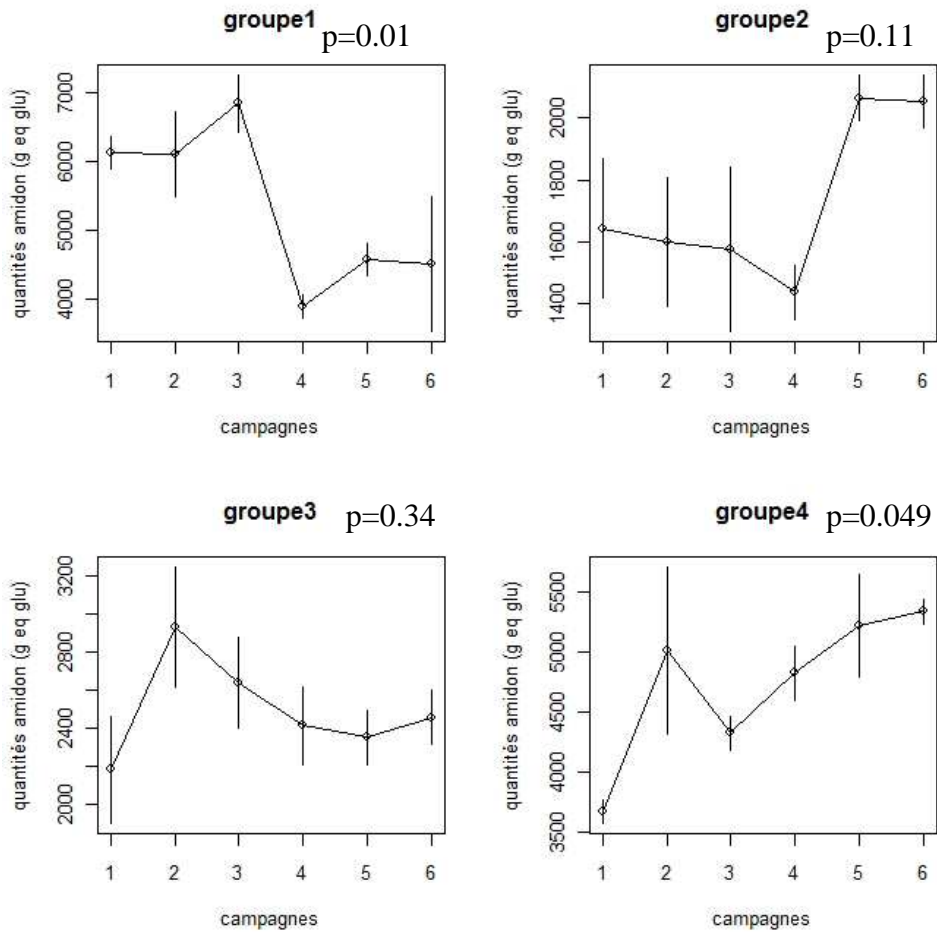 groupe1 p=0.01
quantités amidon (g eq glu)
7000
6000
5000
4000
1 2 3 4 5 6
campagnes
groupe2 p=0.11
quantités amidon (g eq glu)
2000
1800
1600
1400
1 2 3 4 5 6
campagnes
groupe3 p=0.34
quantités amidon (g eq glu)
3200
2800
2400
2000
1 2 3 4 5 6
campagnes
groupe4 p=0.049
quantités amidon (g eq glu)
5500
5000
4500
4000
3500
1 2 3 4 5 6
campagnes